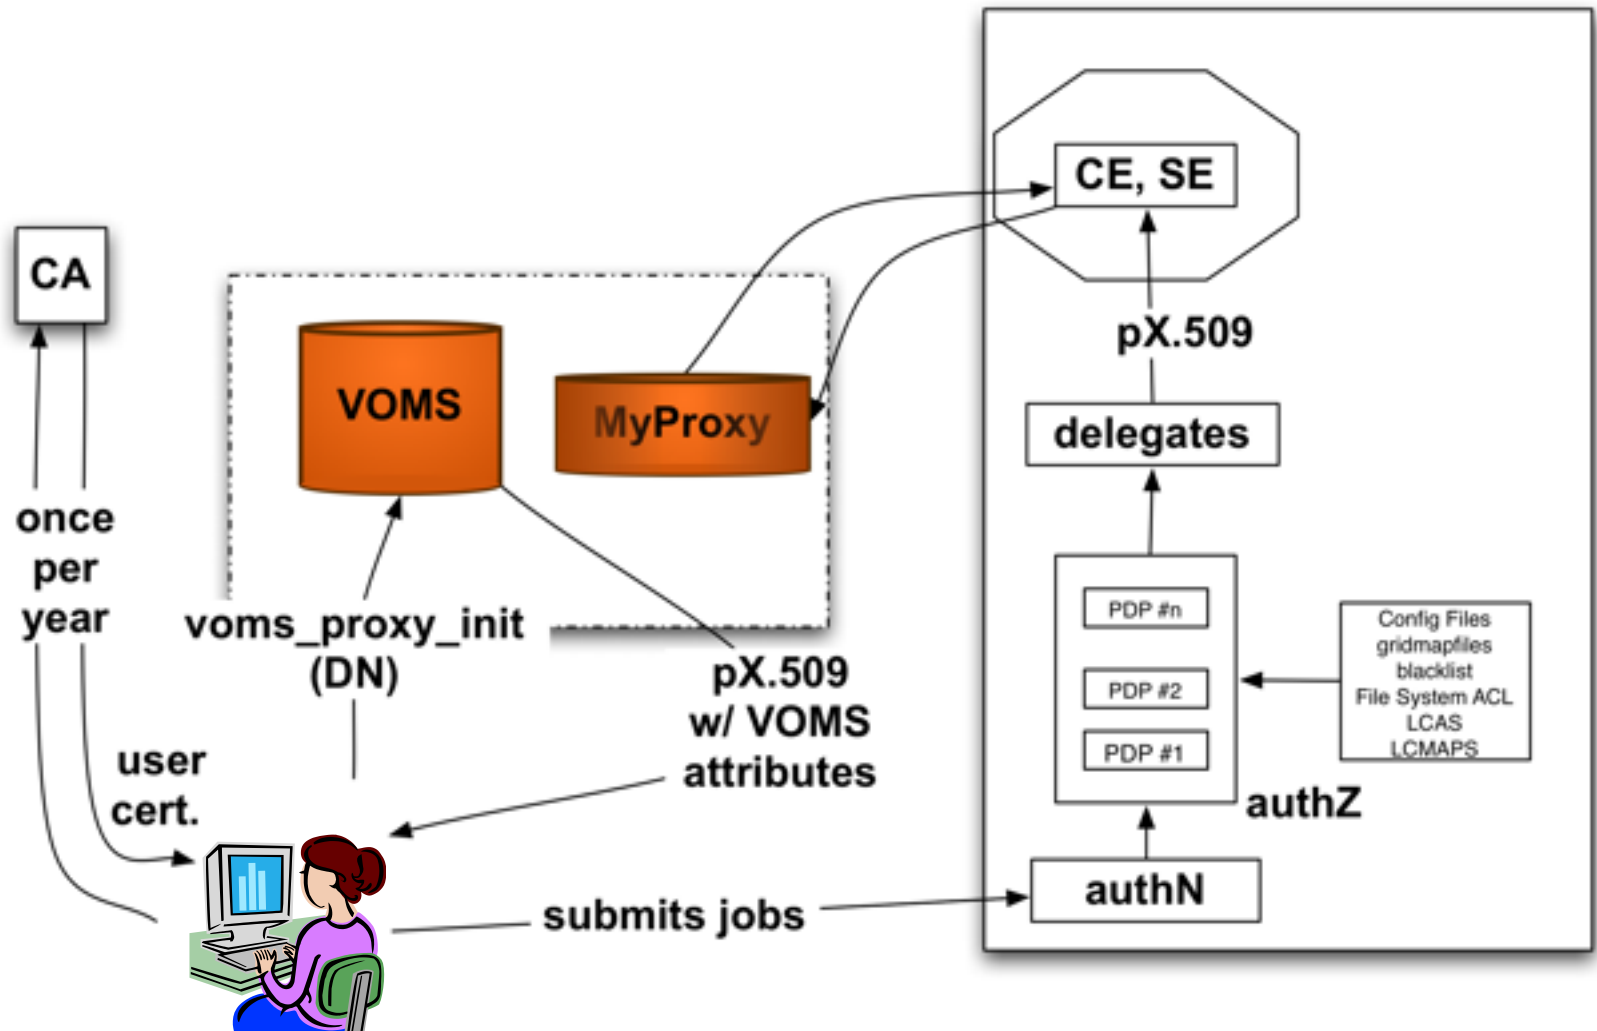 CA
once
per
year
user
cert.
VOMS
MyProxy
voms_proxy_init
(DN)
pX.509
w/ VOMS
attributes
submits jobs
CE, SE
pX.509
delegates
PDP #n
PDP #2
PDP #1
authZ
authN
Config Files
gridmapfiles
blacklist
File System ACL
LCAS
LCMAPS